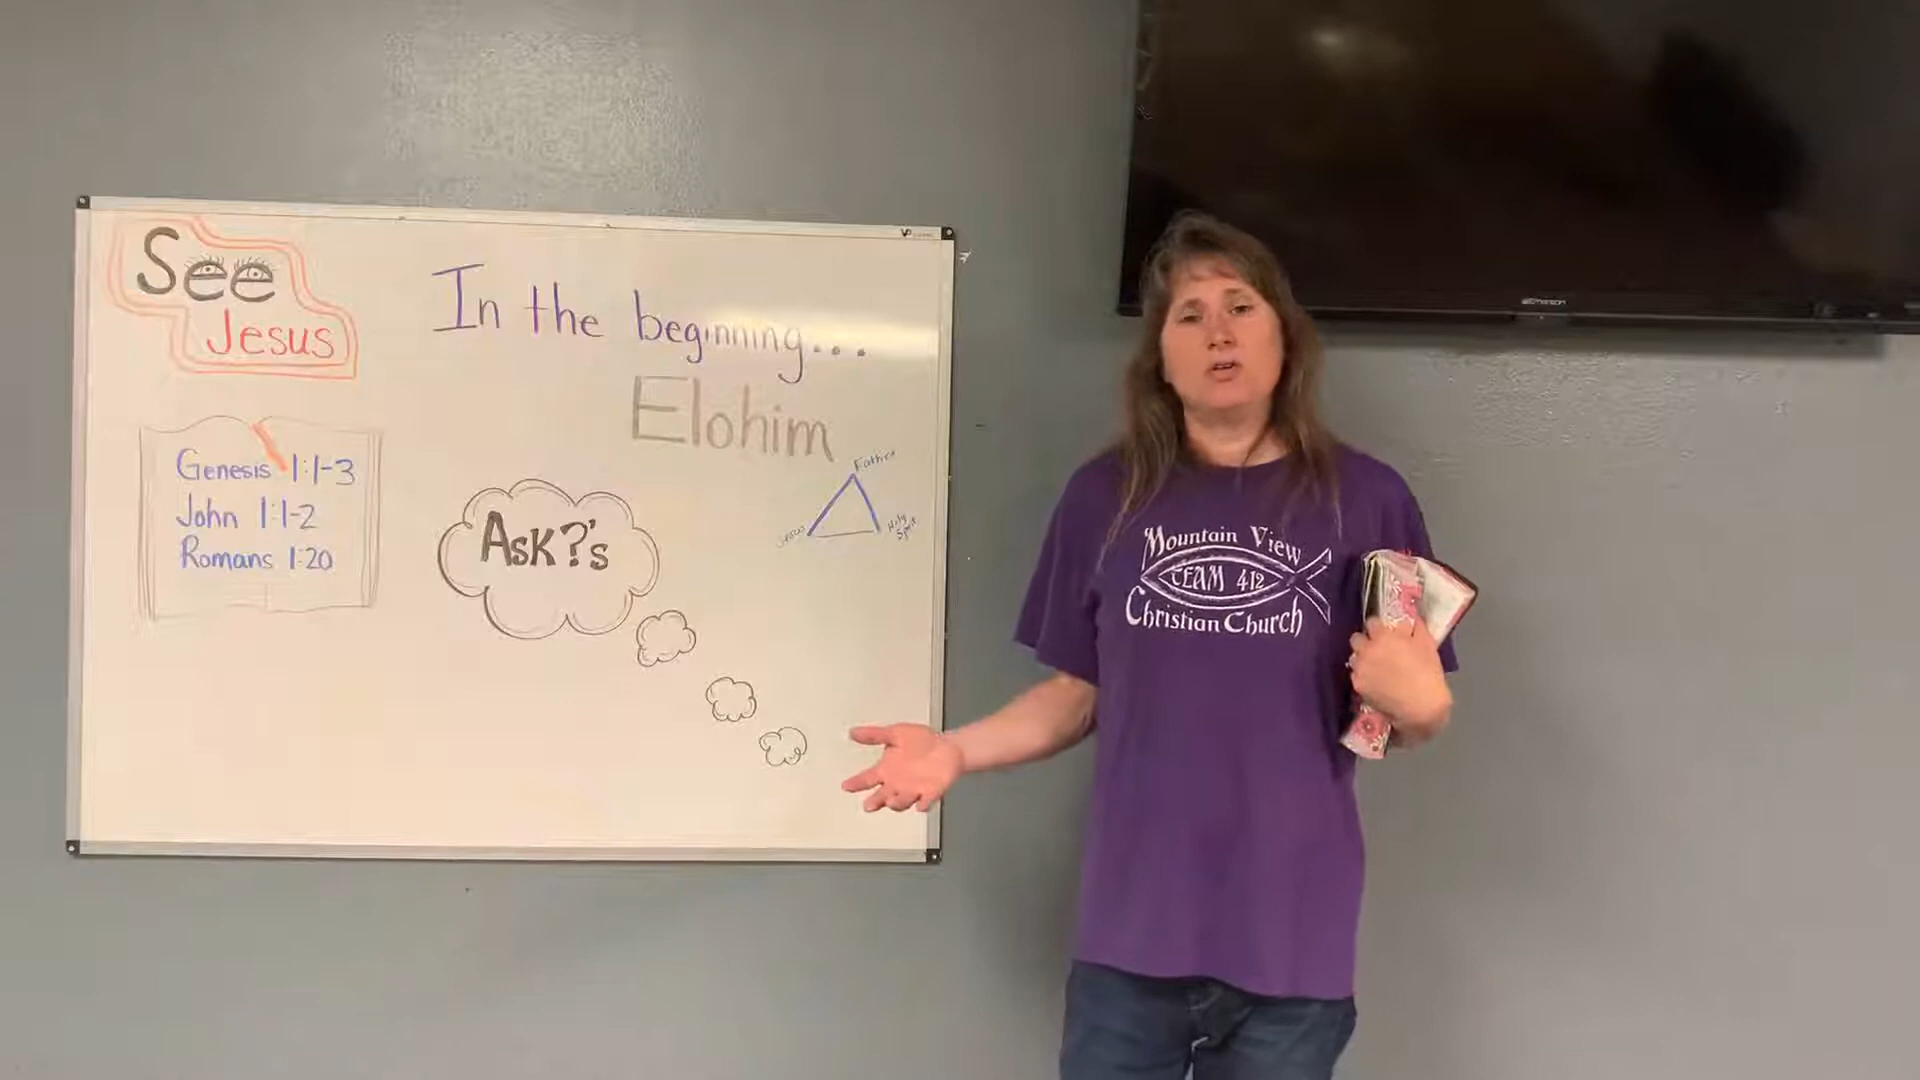 See
Jesus
In the beginning...
Elohim
Genesis 1:1-3
John 1:1-2
Romans 1:20
Ask?'s
Father
Jesus
Holy
Spirit
Mountain View
TEAM 412
Christian Church
Emerson